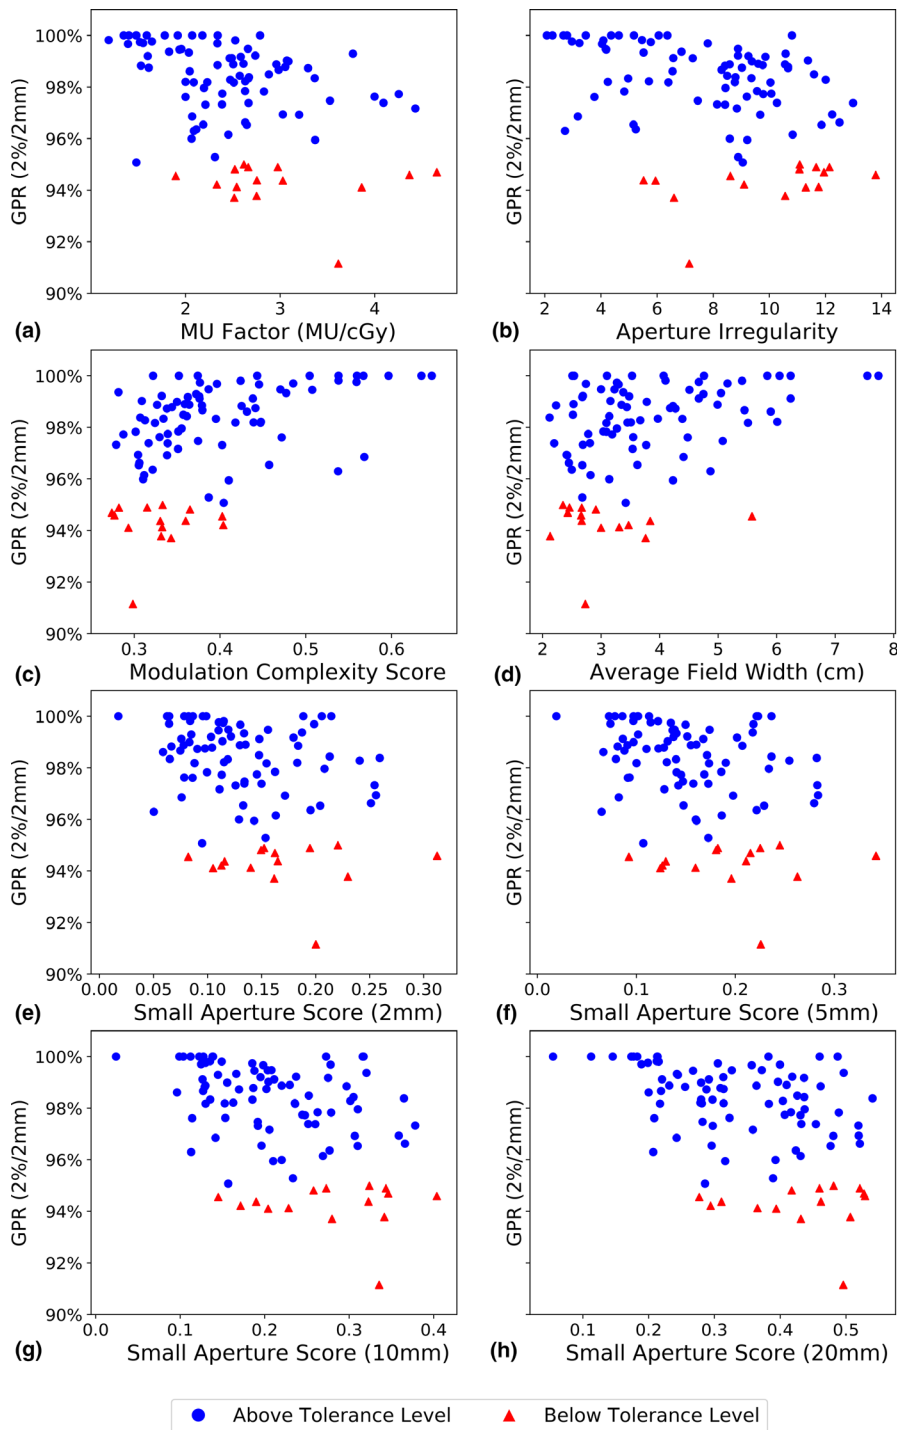 100%
98%
96%
94%
92%
90%
GPR (2%/2mm)
2 3 4
(a) MU Factor (MU/cGy)
GPR (2%/2mm)
2 4 6 8 10 12 14
(b) Aperture Irregularity
100%
98%
96%
94%
92%
90%
GPR (2%/2mm)
0.3 0.4 0.5 0.6
(c) Modulation Complexity Score
GPR (2%/2mm)
2 3 4 5 6 7 8
(d) Average Field Width (cm)
100%
98%
96%
94%
92%
90%
GPR (2%/2mm)
0.00 0.05 0.10 0.15 0.20 0.25 0.30
(e) Small Aperture Score (2mm)
GPR (2%/2mm)
0.0 0.1 0.2 0.3
(f) Small Aperture Score (5mm)
100%
98%
96%
94%
92%
90%
GPR (2%/2mm)
0.0 0.1 0.2 0.3 0.4
(g) Small Aperture Score (10mm)
GPR (2%/2mm)
0.1 0.2 0.3 0.4 0.5
(h) Small Aperture Score (20mm)
Above Tolerance Level Below Tolerance Level